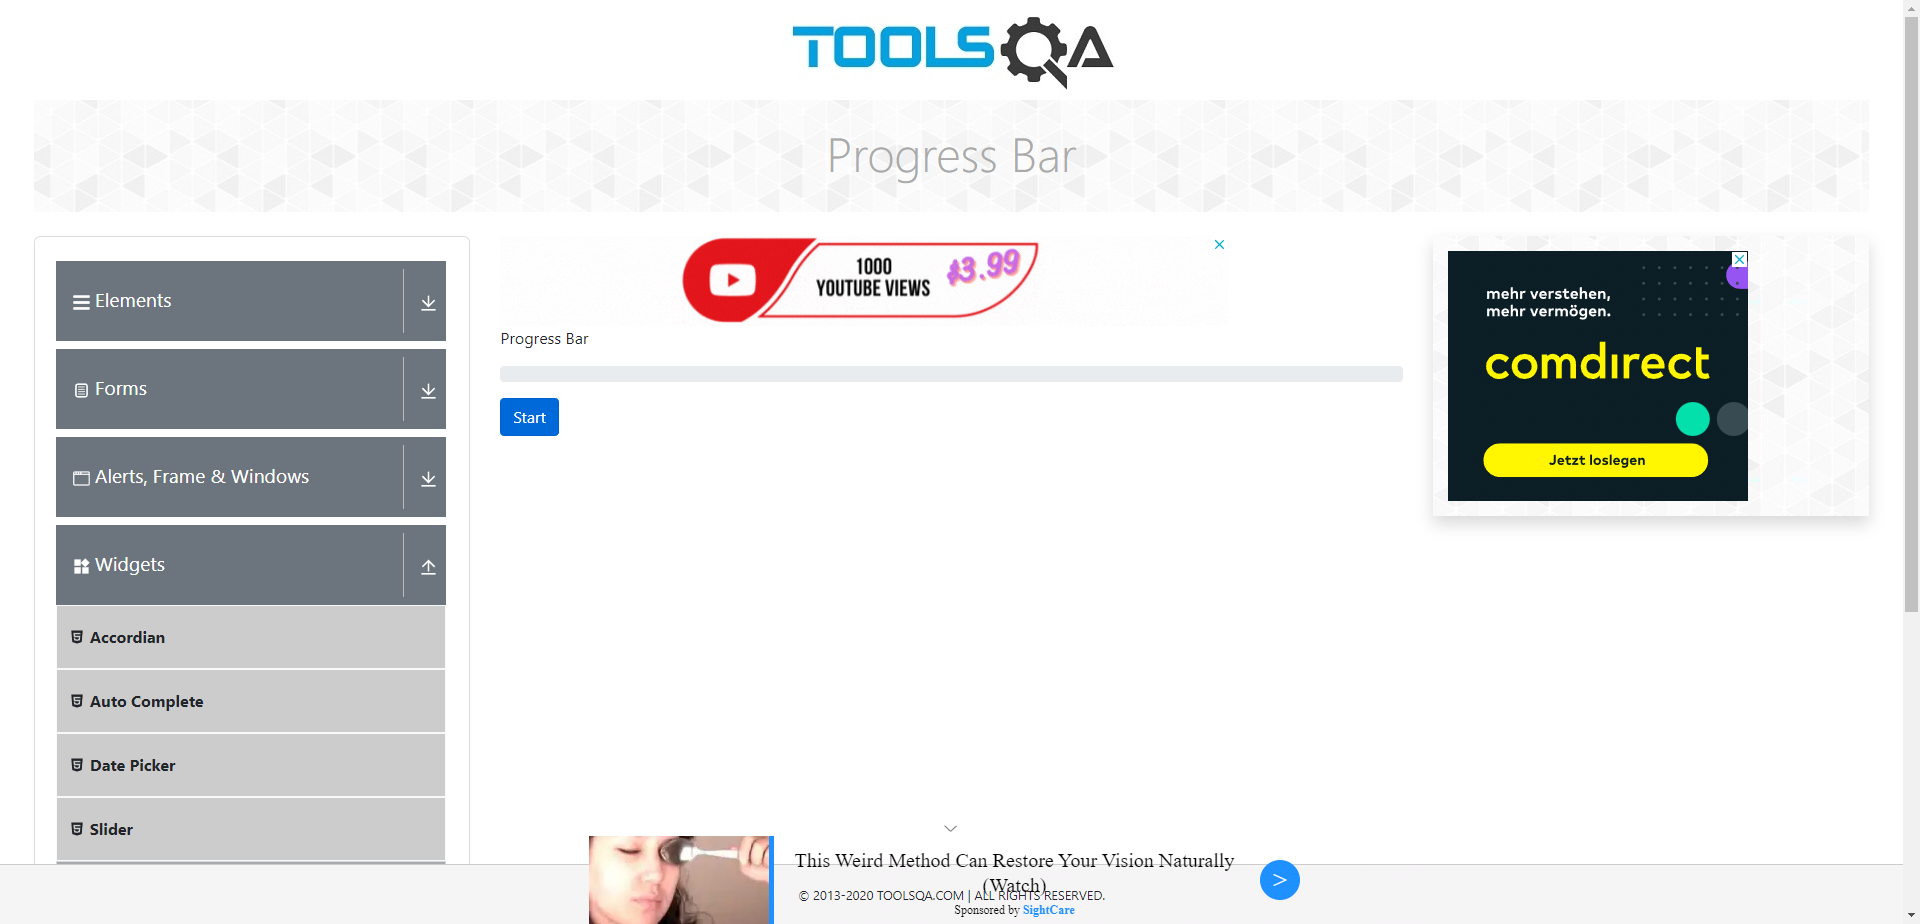 TOOLSQA
Progress Bar
Elements
Forms
Alerts, Frame & Windows
Widgets
Accordian
Auto Complete
Date Picker
Slider
1000
YOUTUBE VIEWS
$3.99
Progress Bar
Start
mehr verstehen,
mehr vermögen.
comdirect
Jetzt loslegen
This Weird Method Can Restore Your Vision Naturally
(Watch)
© 2013-2020 TOOLSQA.COM | ALL RIGHTS RESERVED.
Sponsored by SightCare